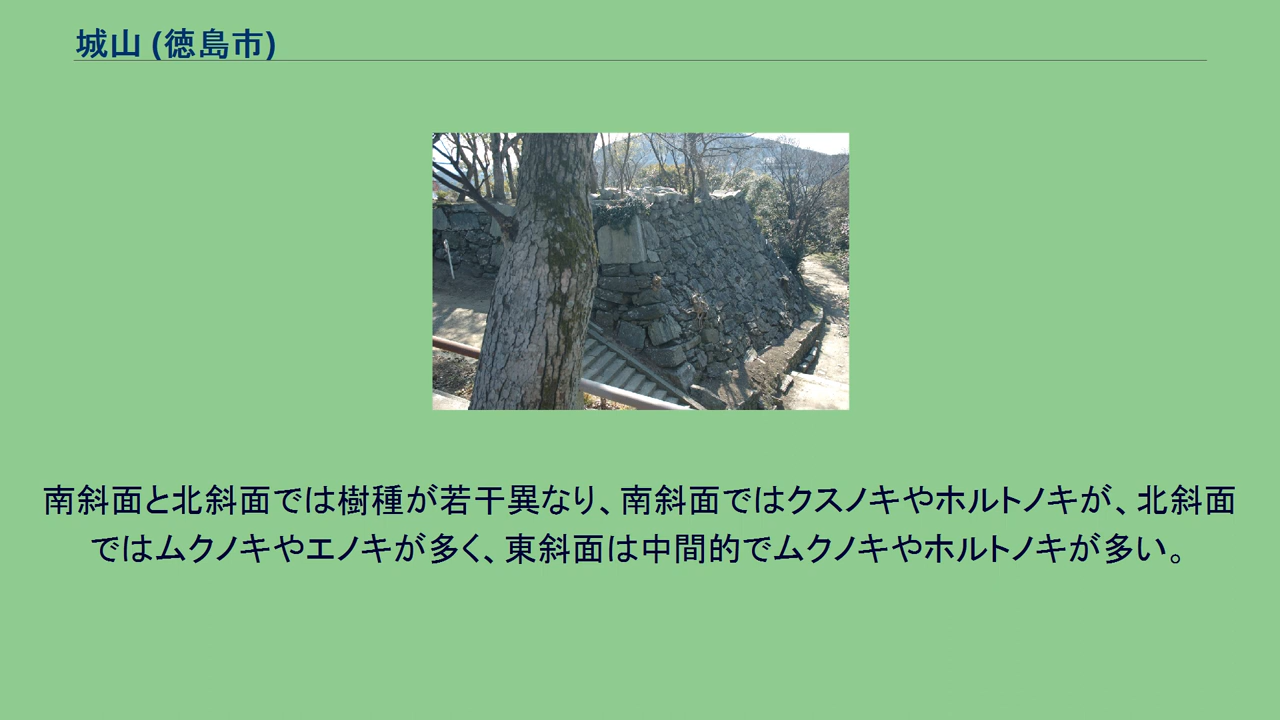 城山 (徳島市)
南斜面と北斜面では樹種が若干異なり、南斜面ではクスノキやホルトノキが、北斜面
ではムクノキやエノキが多く、東斜面は中間的でムクノキやホルトノキが多い。